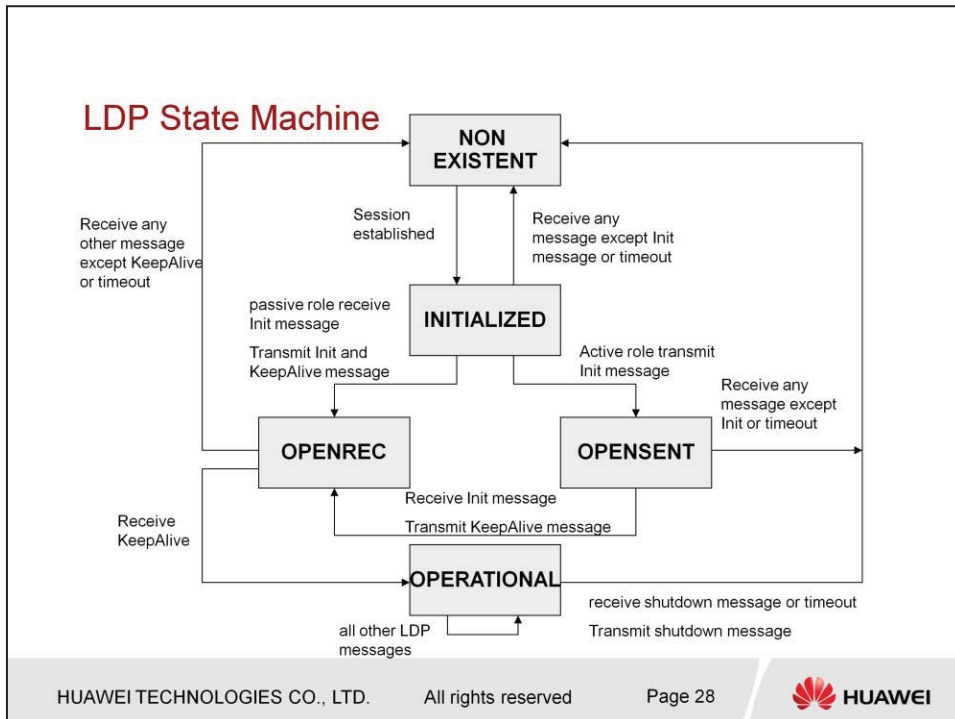 LDP State Machine
NON
EXISTENT
Session
established
Receive any
message except Init
message or timeout
Receive any
other message
except KeepAlive
or timeout
passive role receive
Init message
INITIALIZED
Transmit Init and
KeepAlive message
Active role transmit
Init message
Receive any
message except
Init or timeout
OPENREC
OPENSENT
Receive Init message
Transmit KeepAlive message
Receive
KeepAlive
OPERATIONAL
receive shutdown message or timeout
Transmit shutdown message
all other LDP
messages
HUAWEI TECHNOLOGIES CO., LTD. All rights reserved Page 28 HUAWEI